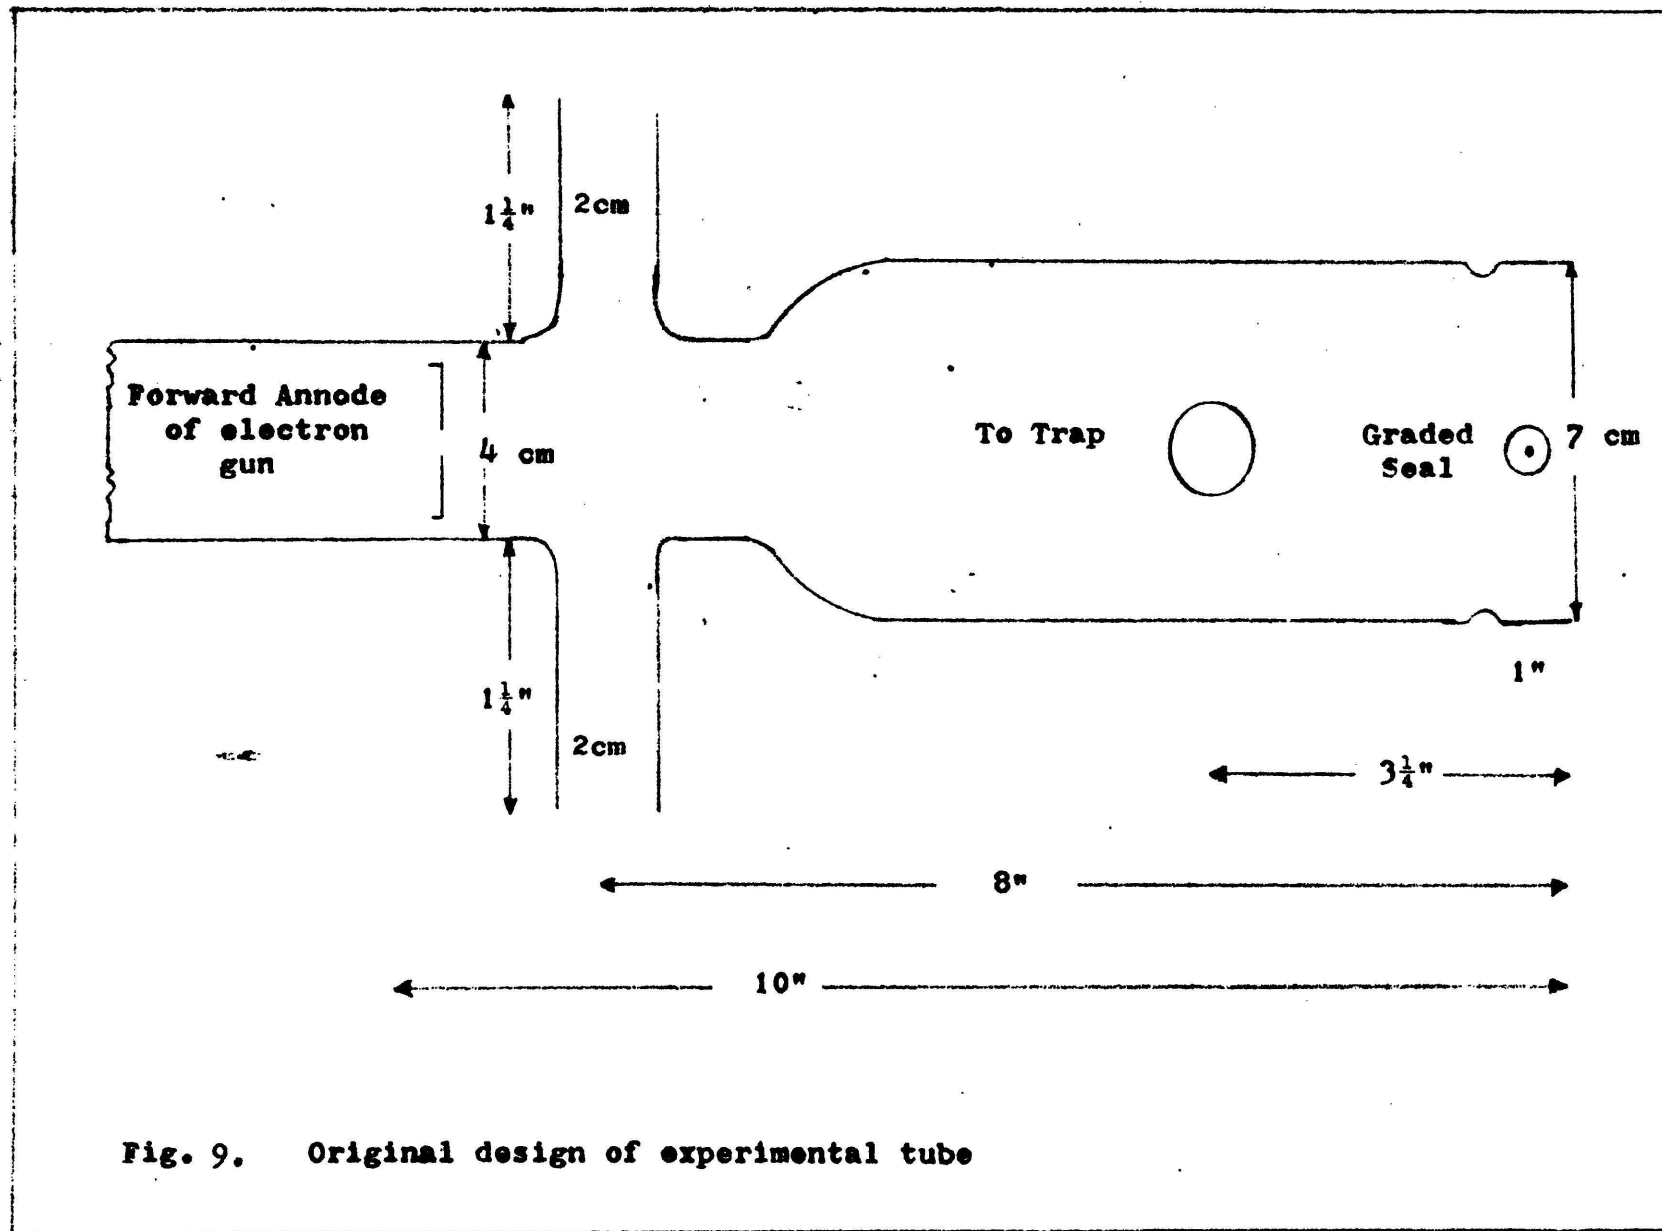 1¼" 2cm
Forward Annode
of electron
gun
4 cm
To Trap
Graded
Seal
7 cm
1"
1¼"
2cm
3¼"
8"
10"
Fig. 9. Original design of experimental tube